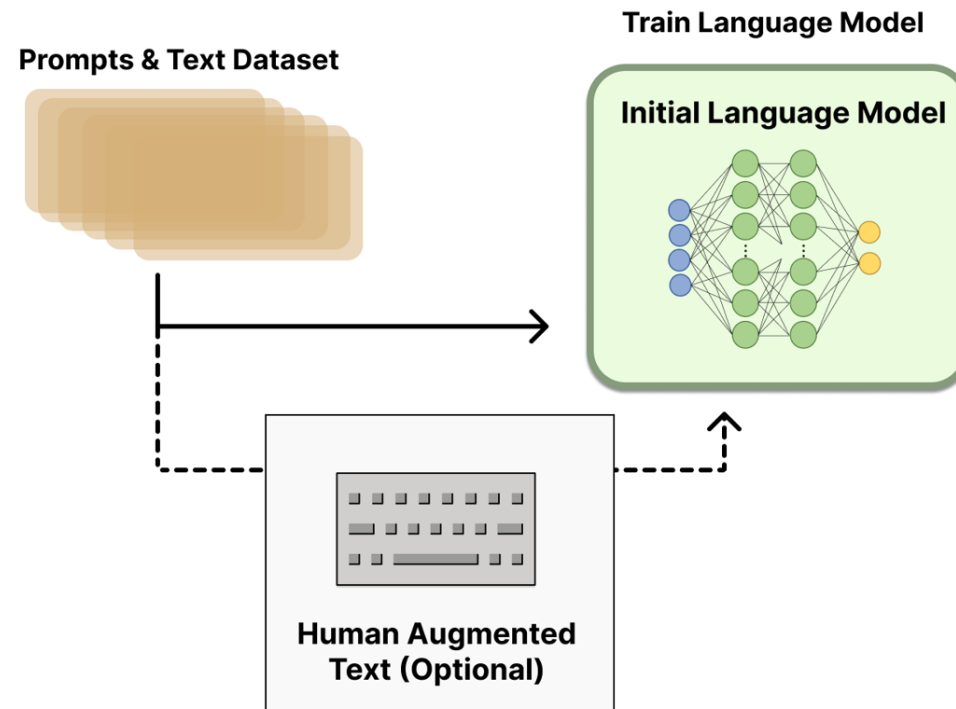 Train Language Model
Prompts & Text Dataset
Initial Language Model
Human Augmented
Text (Optional)